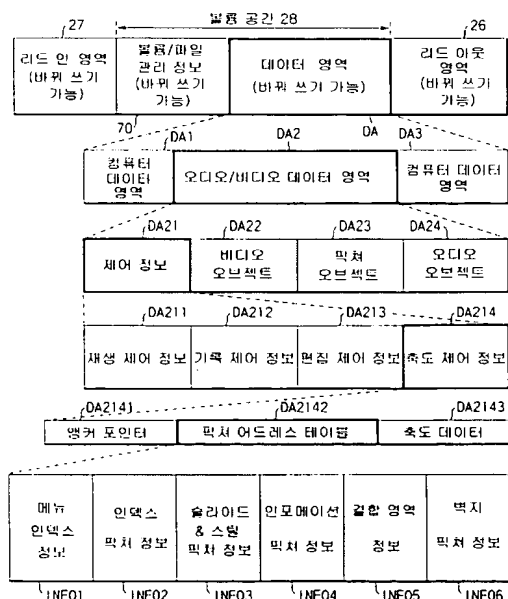 볼륨 공간 28
27
26
리드 인 영역
(바꿔 쓰기
가능)
볼륨/파일
관리 정보
(바꿔 쓰기
가능)
데이터 영역
(바꿔 쓰기 가능)
리드 아웃
영역
(바꿔 쓰기
가능)
70
DA
DA1
DA2
DA3
컴퓨터
데이터
영역
오디오/비디오 데이터 영역
컴퓨터 데이터
영역
DA21
DA22
DA23
DA24
제어 정보
비디오
오브젝트
픽쳐
오브젝트
오디오
오브젝트
DA211
DA212
DA213
DA214
재생 제어 정보
기록 제어 정보
편집 제어 정보
축도 제어 정보
DA2141
DA2142
DA2143
앵커 포인터
픽쳐 어드레스 테이블
축도 데이터
메뉴
인덱스
정보
인덱스
픽쳐 정보
슬라이드
& 스틸
픽쳐 정보
인포메이션
픽쳐 정보
결함 영역
정보
벽지
픽쳐 정보
INFO1
INFO2
INFO3
INFO4
INFO5
INFO6